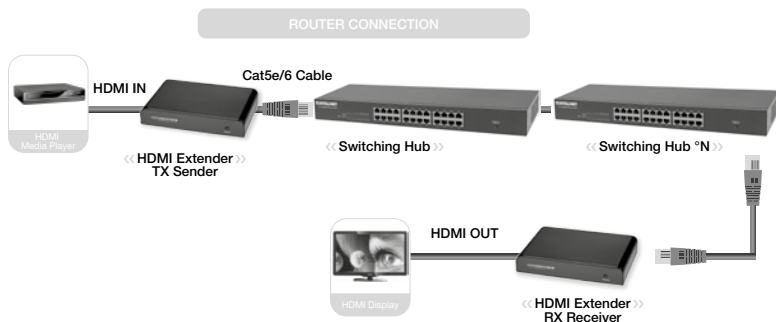 ROUTER CONNECTION
HDMI IN
Cat5e/6 Cable
HDMI
Media Player
«HDMI Extender»
TX Sender
«Switching Hub»
«Switching Hub °N»
HDMI OUT
HDMI Display
«HDMI Extender»
RX Receiver